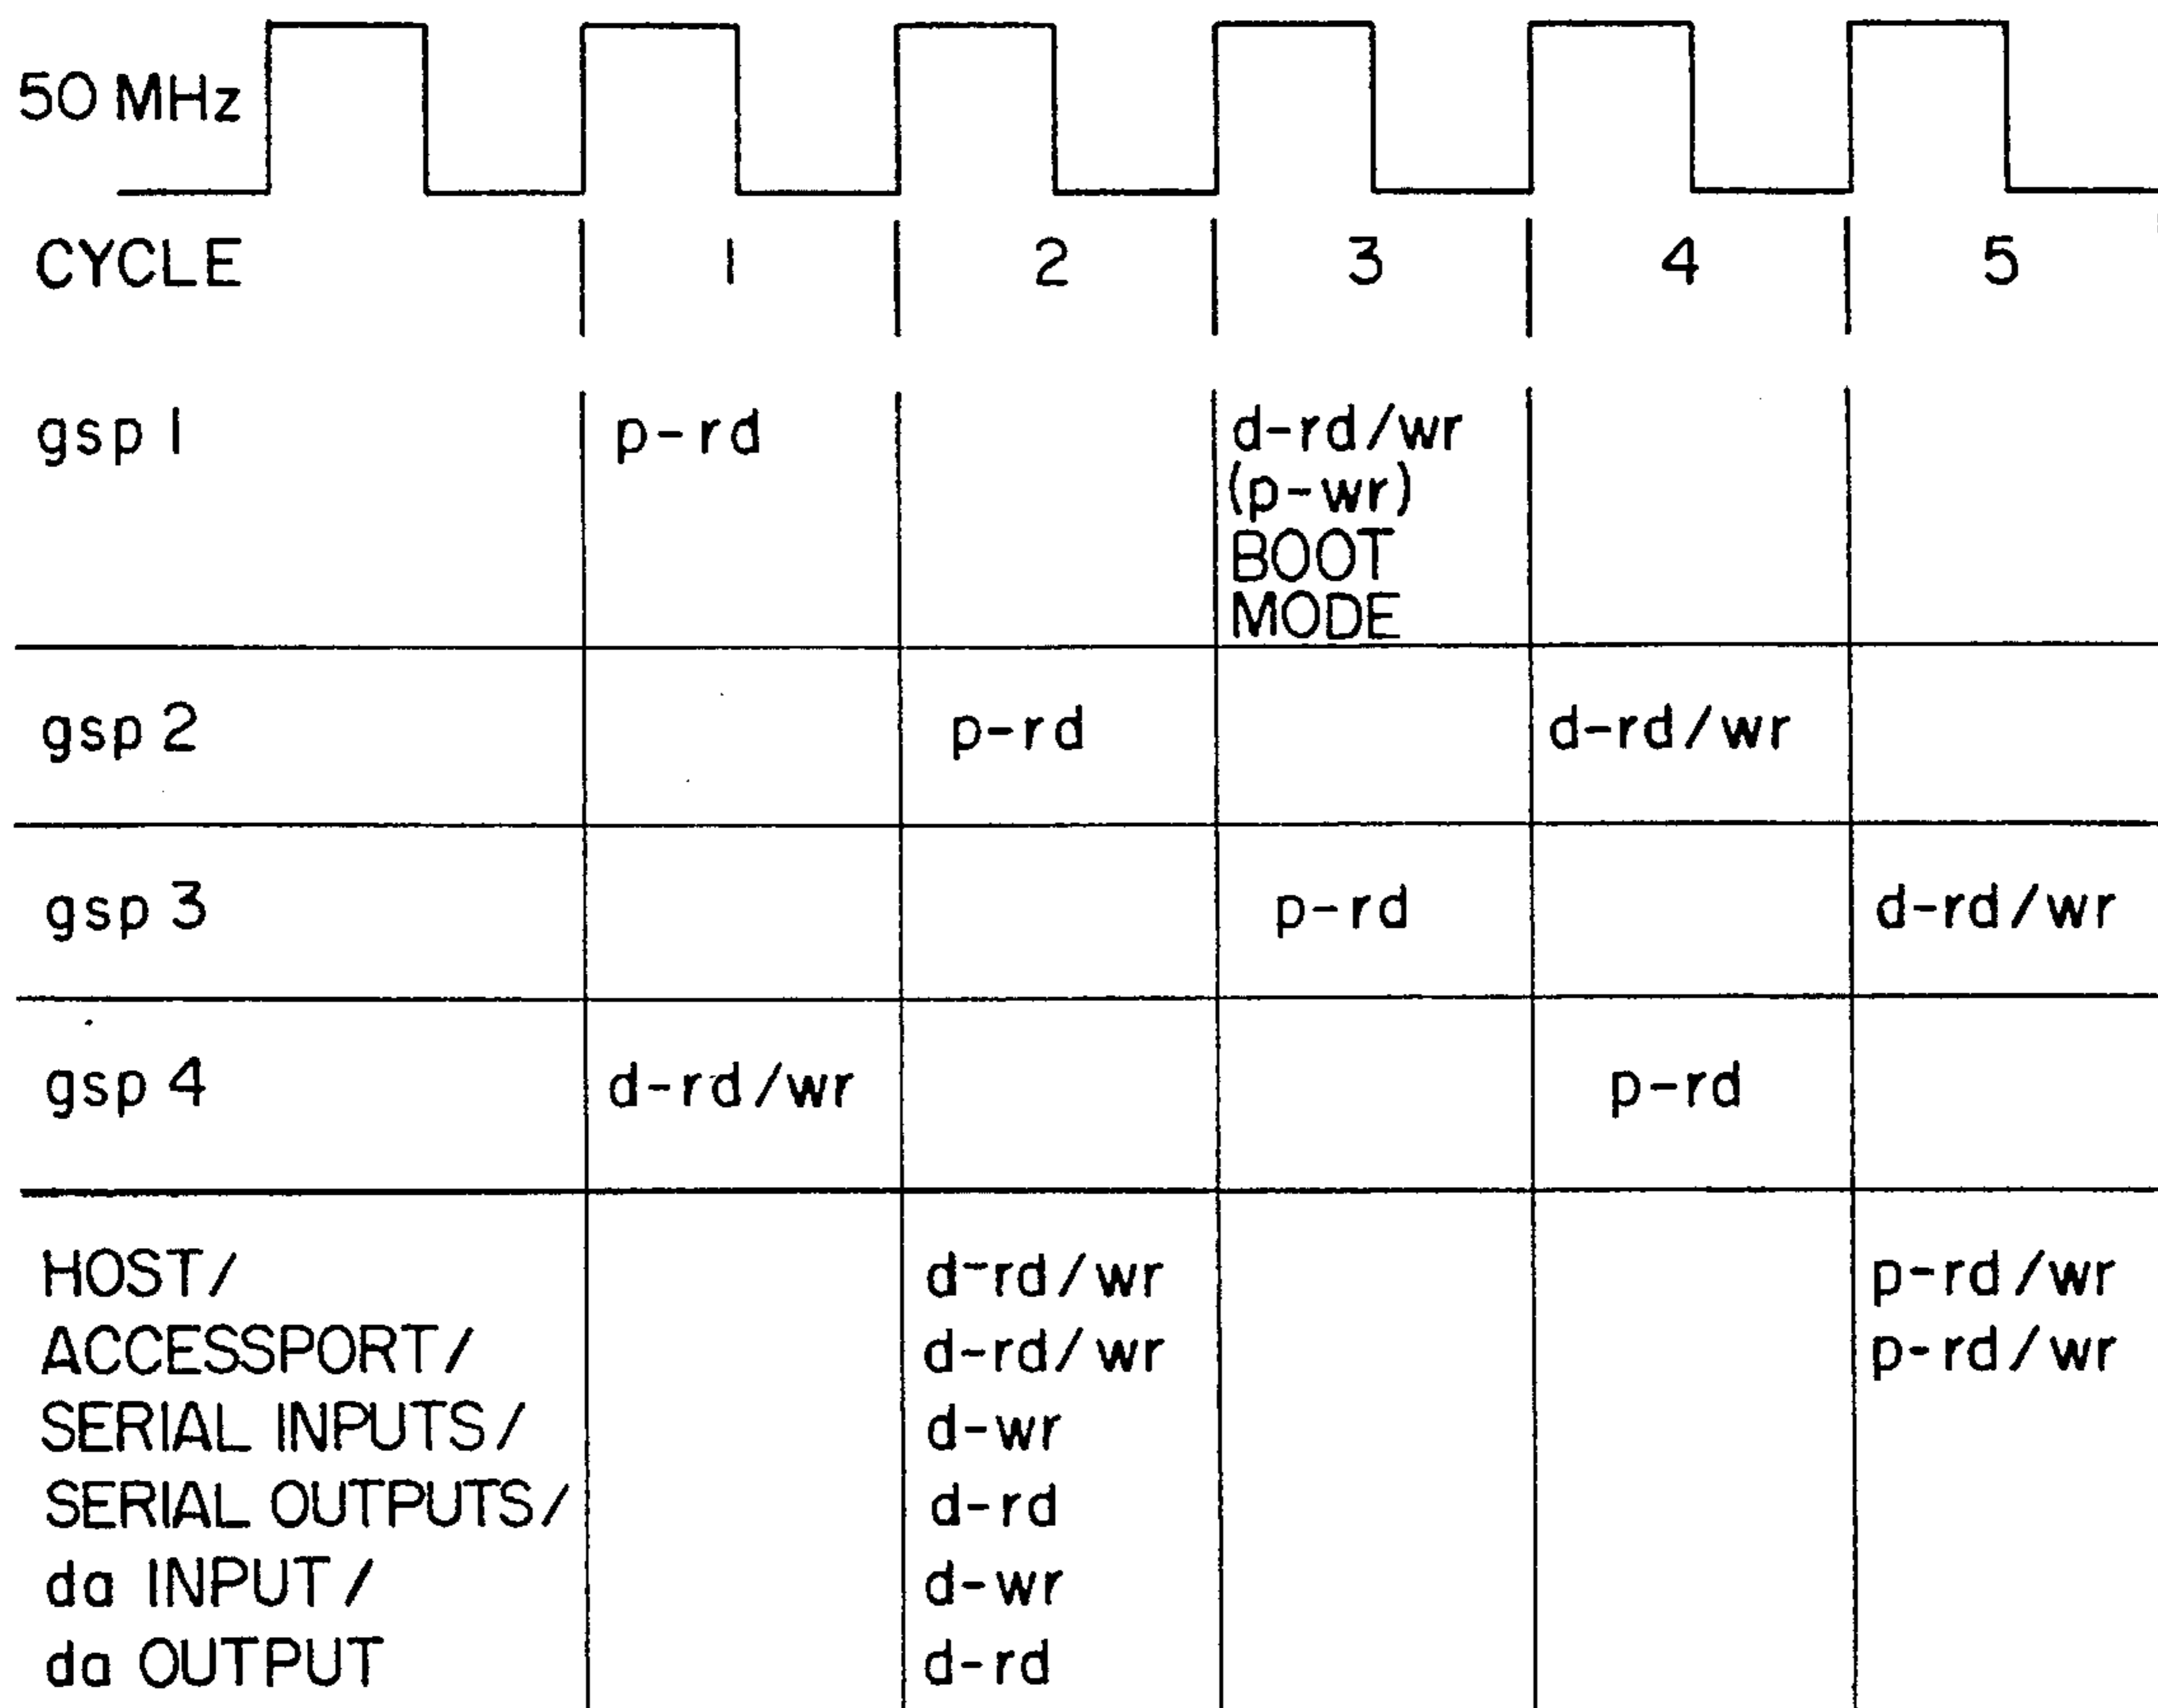 50 MHz
CYCLE 1 2 3 4 5
gsp 1 p-rd d-rd/wr
(p-wr)
BOOT
MODE
gsp 2 p-rd d-rd/wr
gsp 3 p-rd d-rd/wr
gsp 4 d-rd/wr p-rd
HOST/ d-rd/wr p-rd/wr
ACCESSPORT/ d-rd/wr p-rd/wr
SERIAL INPUTS/ d-wr
SERIAL OUTPUTS/ d-rd
da INPUT/ d-wr
da OUTPUT d-rd